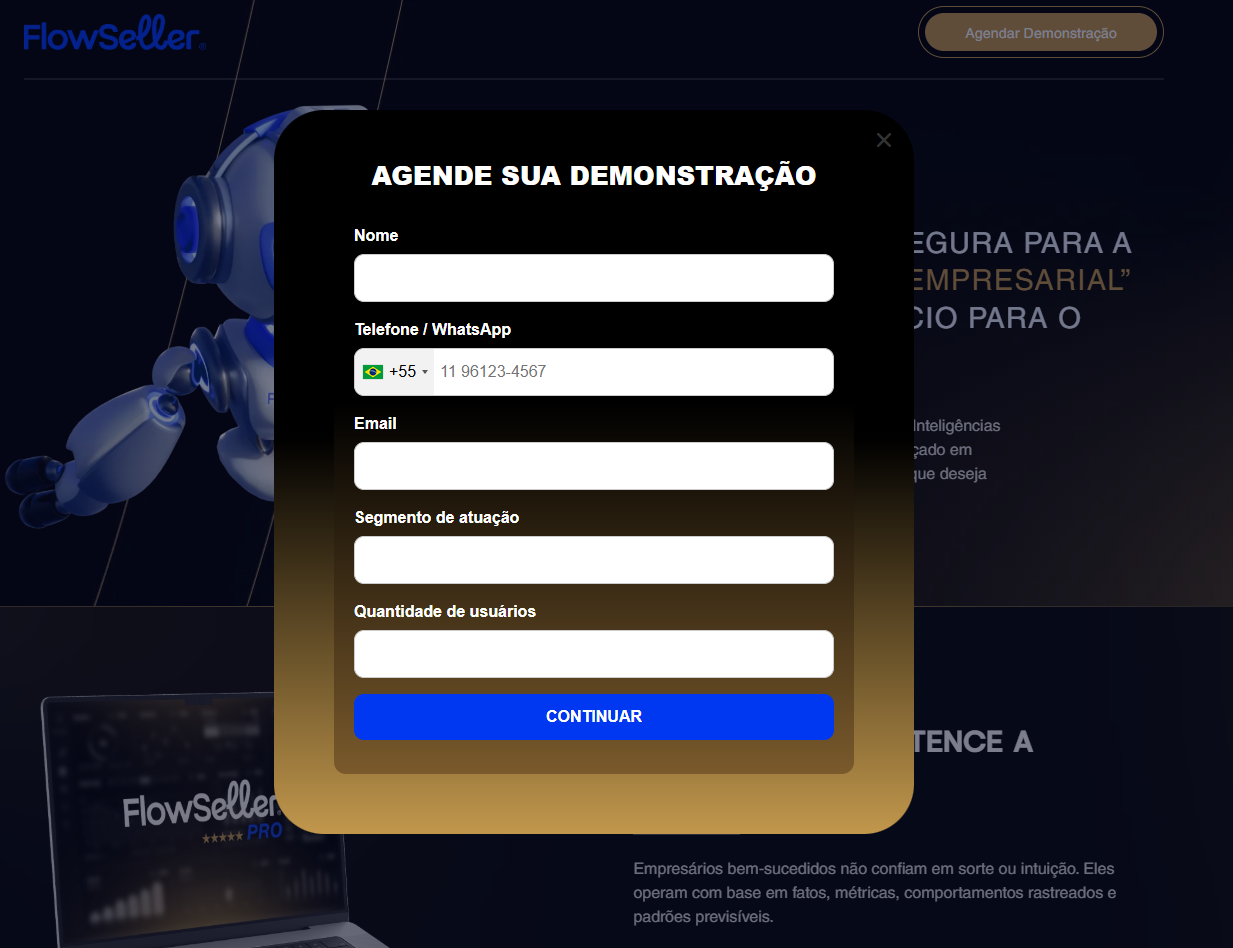 FlowSeller®
Agendar Demonstração
AGENDE SUA DEMONSTRAÇÃO
Nome
Telefone / WhatsApp
+55 11 96123-4567
Email
Segmento de atuação
Quantidade de usuários
CONTINUAR
EGURA PARA A
EMPRESARIAL”
CIO PARA O
Inteligências
çado em
que deseja
FlowSeller
PRO
TENCE A
Empresários bem-sucedidos não confiam em sorte ou intuição. Eles
operam com base em fatos, métricas, comportamentos rastreados e
padrões previsíveis.